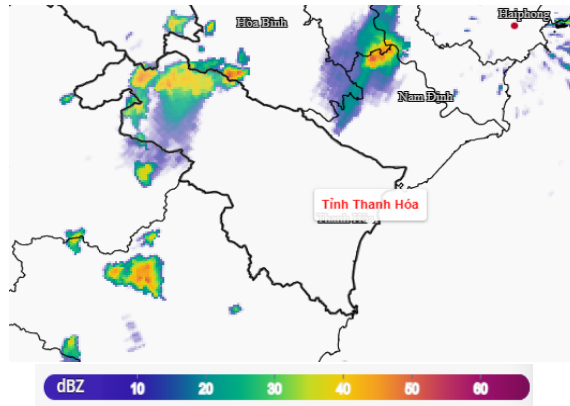 Haiphong
Hòa Bình
Nam Định
Tỉnh Thanh Hóa
dBZ 10 20 30 40 50 60